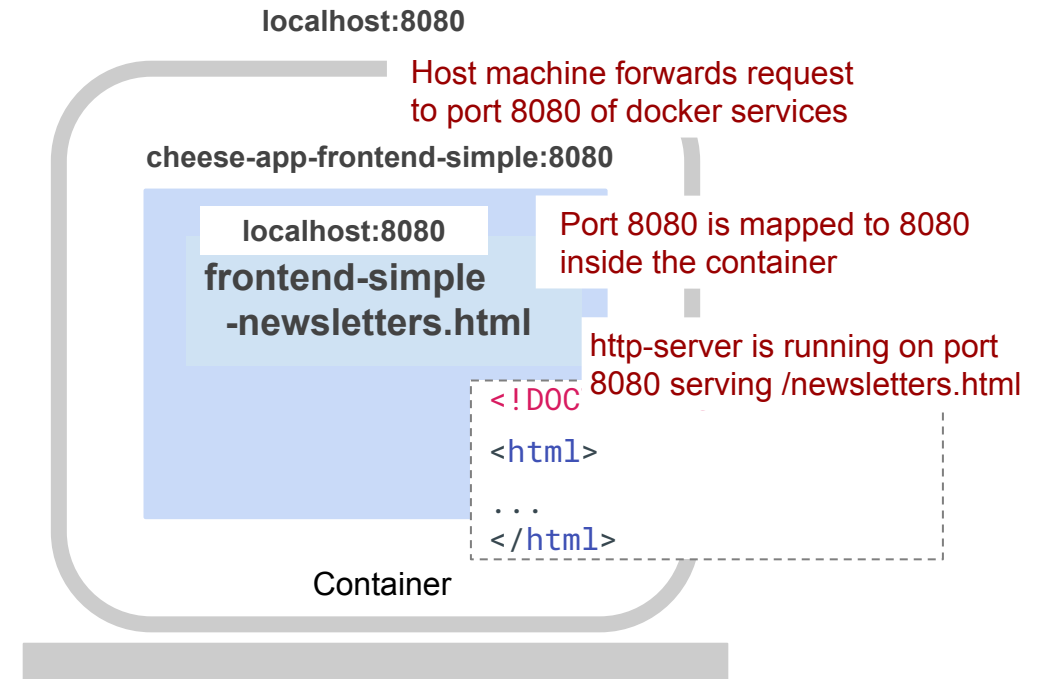 localhost:8080
Host machine forwards request
to port 8080 of docker services
cheese-app-frontend-simple:8080
localhost:8080
Port 8080 is mapped to 8080
inside the container
frontend-simple
-newsletters.html
http-server is running on port
8080 serving /newsletters.html
<!DOC
<html>
...
</html>
Container